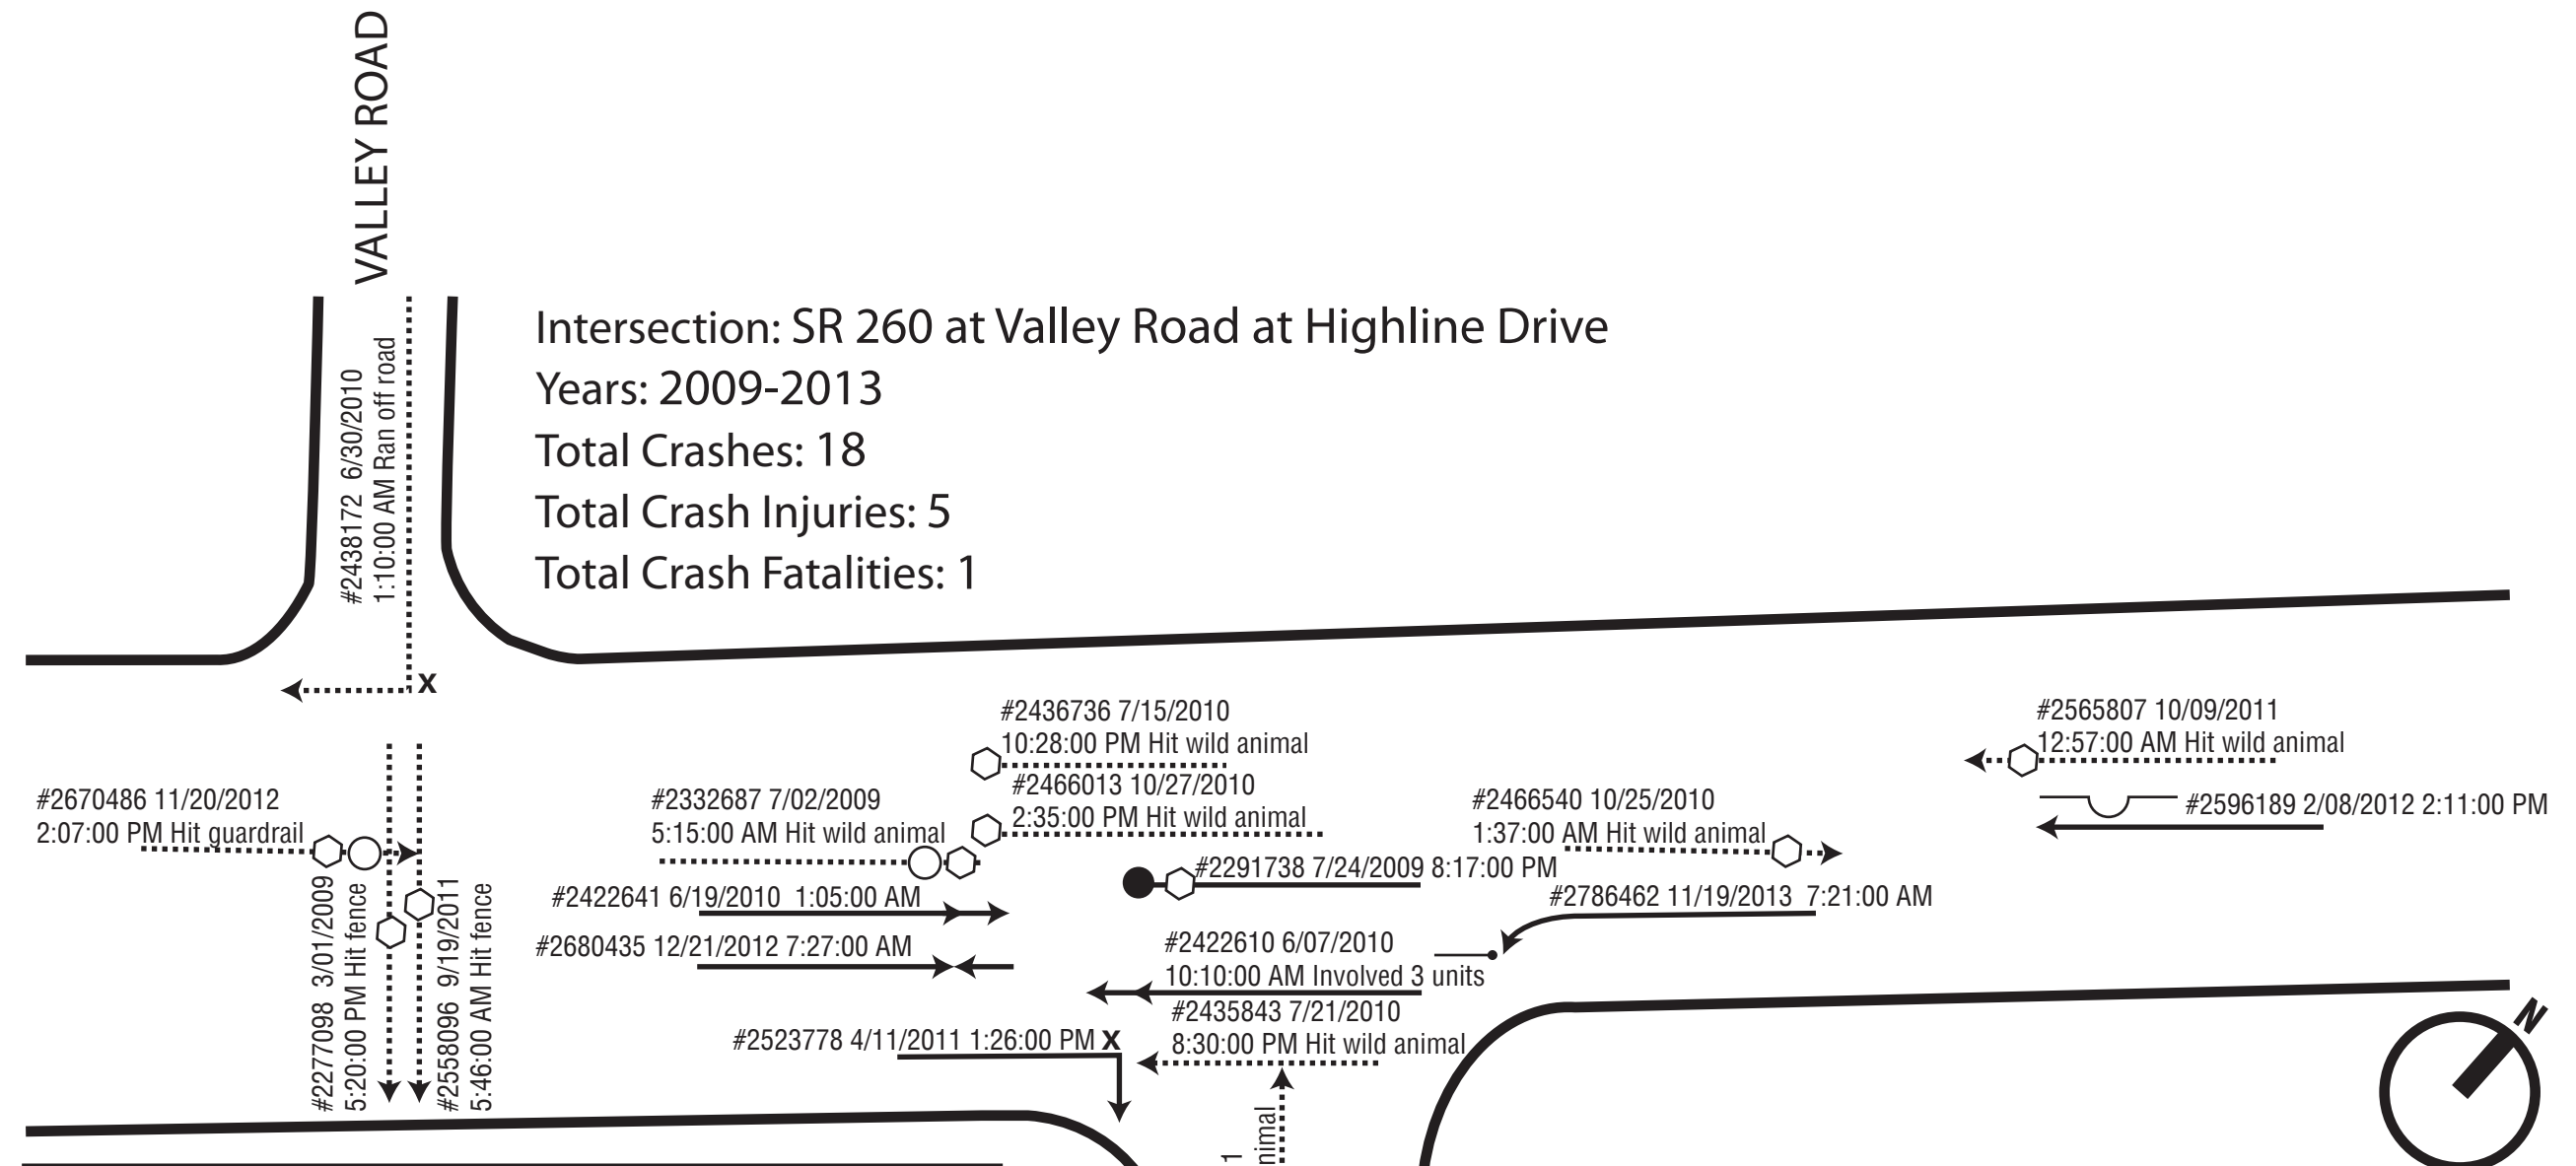 VALLEY ROAD
#2438172 6/30/2010
1:10:00 AM Ran off road
Intersection: SR 260 at Valley Road at Highline Drive
Years: 2009-2013
Total Crashes: 18
Total Crash Injuries: 5
Total Crash Fatalities: 1
X
#2436736 7/15/2010
10:28:00 PM Hit wild animal
#2565807 10/09/2011
12:57:00 AM Hit wild animal
#2466013 10/27/2010
2:35:00 PM Hit wild animal
#2670486 11/20/2012
2:07:00 PM Hit guardrail
#2332687 7/02/2009
5:15:00 AM Hit wild animal
#2466540 10/25/2010
1:37:00 AM Hit wild animal
#2596189 2/08/2012 2:11:00 PM
#2291738 7/24/2009 8:17:00 PM
#2422641 6/19/2010 1:05:00 AM
#2786462 11/19/2013 7:21:00 AM
#2680435 12/21/2012 7:27:00 AM
#2277098 3/01/2009
5:20:00 PM Hit fence
#2558096 9/19/2011
5:46:00 AM Hit fence
#2422610 6/07/2010
10:10:00 AM Involved 3 units
#2435843 7/21/2010
8:30:00 PM Hit wild animal
#2523778 4/11/2011 1:26:00 PM X
N